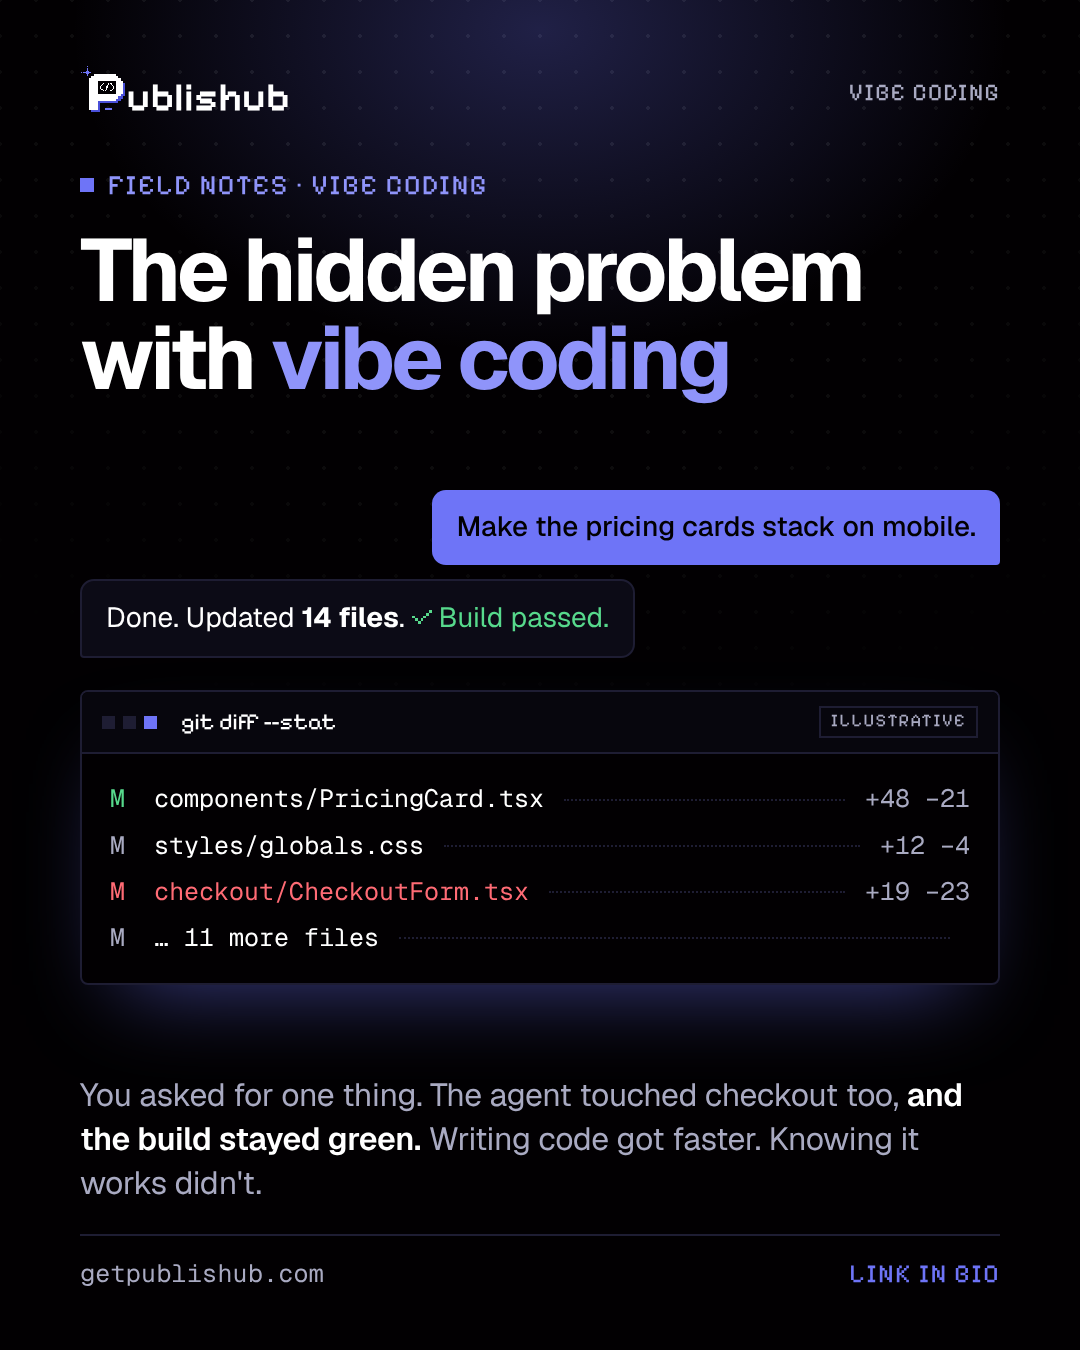 Publishub
VIBE CODING
FIELD NOTES · VIBE CODING
The hidden problem
with vibe coding
Make the pricing cards stack on mobile.
Done. Updated 14 files. ✓ Build passed.
git diff --stat
ILLUSTRATIVE
M components/PricingCard.tsx +48 −21
M styles/globals.css +12 −4
M checkout/CheckoutForm.tsx +19 −23
M … 11 more files
You asked for one thing. The agent touched checkout too, and
the build stayed green. Writing code got faster. Knowing it
works didn't.
getpublishub.com
LINK IN BIO